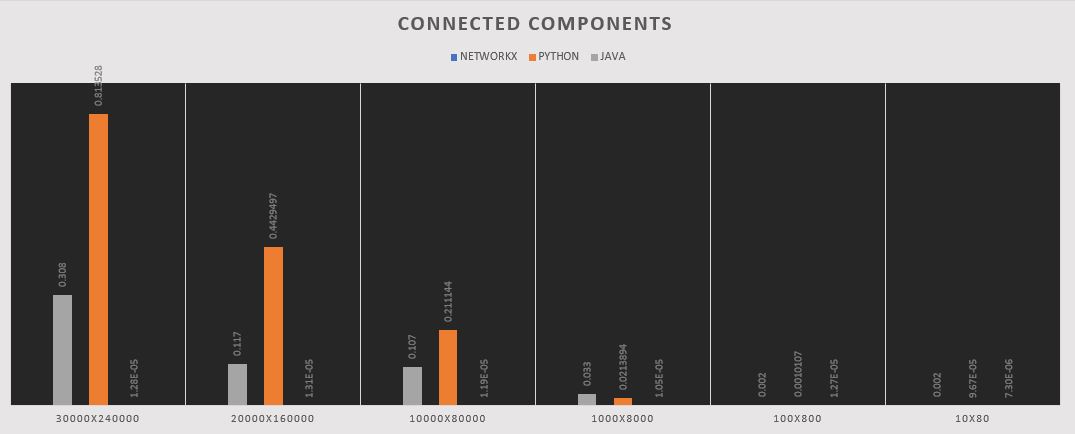 CONNECTED COMPONENTS
NETWORKX PYTHON JAVA
0.308
0.813528
1.28E-05
0.117
0.4429497
1.31E-05
0.107
0.211144
1.19E-05
0.033
0.0213894
1.05E-05
0.002
0.0010107
1.27E-05
0.002
9.67E-05
7.30E-06
30000X240000 20000X160000 10000X80000 1000X8000 100X800 10X80